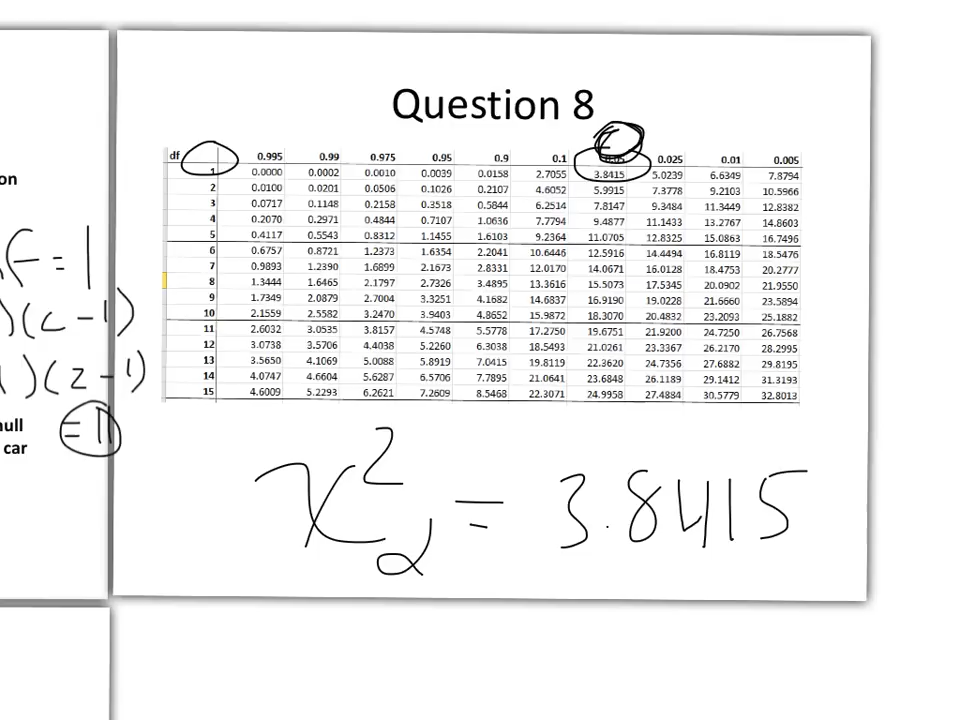 on
F = 1
)(c-1)
)(2-1)
= 1
null
car
Question 8
df 0.995 0.99 0.975 0.95 0.9 0.1 0.05 0.025 0.01 0.005
1 0.0000 0.0002 0.0010 0.0039 0.0158 2.7055 3.8415 5.0239 6.6349 7.8794
2 0.0100 0.0201 0.0506 0.1026 0.2107 4.6052 5.9915 7.3778 9.2103 10.5966
3 0.0717 0.1148 0.2158 0.3518 0.5844 6.2514 7.8147 9.3484 11.3449 12.8382
4 0.2070 0.2971 0.4844 0.7107 1.0636 7.7794 9.4877 11.1433 13.2767 14.8603
5 0.4117 0.5543 0.8312 1.1455 1.6103 9.2364 11.0705 12.8325 15.0863 16.7496
6 0.6757 0.8721 1.2373 1.6354 2.2041 10.6446 12.5916 14.4494 16.8119 18.5476
7 0.9893 1.2390 1.6899 2.1673 2.8331 12.0170 14.0671 16.0128 18.4753 20.2777
8 1.3444 1.6465 2.1797 2.7326 3.4895 13.3616 15.5073 17.5345 20.0902 21.9550
9 1.7349 2.0879 2.7004 3.3251 4.1682 14.6837 16.9190 19.0228 21.6660 23.5894
10 2.1559 2.5582 3.2470 3.9403 4.8652 15.9872 18.3070 20.4832 23.2093 25.1882
11 2.6032 3.0535 3.8157 4.5748 5.5778 17.2750 19.6751 21.9200 24.7250 26.7568
12 3.0738 3.5706 4.4038 5.2260 6.3038 18.5493 21.0261 23.3367 26.2170 28.2995
13 3.5650 4.1069 5.0088 5.8919 7.0415 19.8119 22.3620 24.7356 27.6882 29.8195
14 4.0747 4.6604 5.6287 6.5706 7.7895 21.0641 23.6848 26.1189 29.1412 31.3193
15 4.6009 5.2293 6.2621 7.2609 8.5468 22.3071 24.9958 27.4884 30.5779 32.8013
χ²α = 3.8415